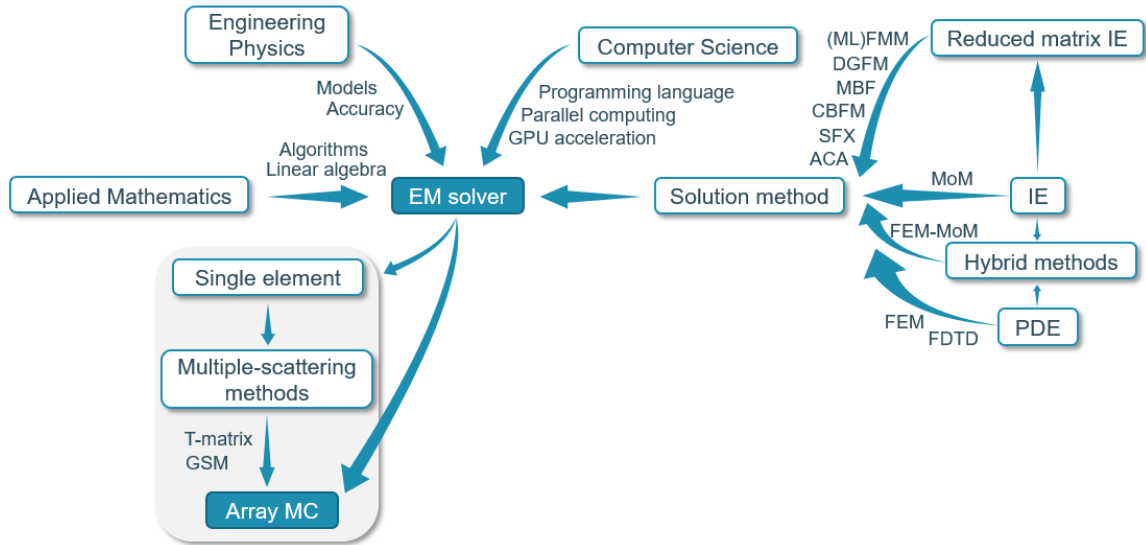 Engineering
Physics
Computer Science
(ML)FMM
DGFM
MBF
CBFM
SFX
ACA
Reduced matrix IE
Models
Accuracy
Programming language
Parallel computing
GPU acceleration
Algorithms
Linear algebra
Applied Mathematics
EM solver
Solution method
MoM
IE
FEM-MoM
Hybrid methods
FEM
FDTD
PDE
Single element
Multiple-scattering
methods
T-matrix
GSM
Array MC